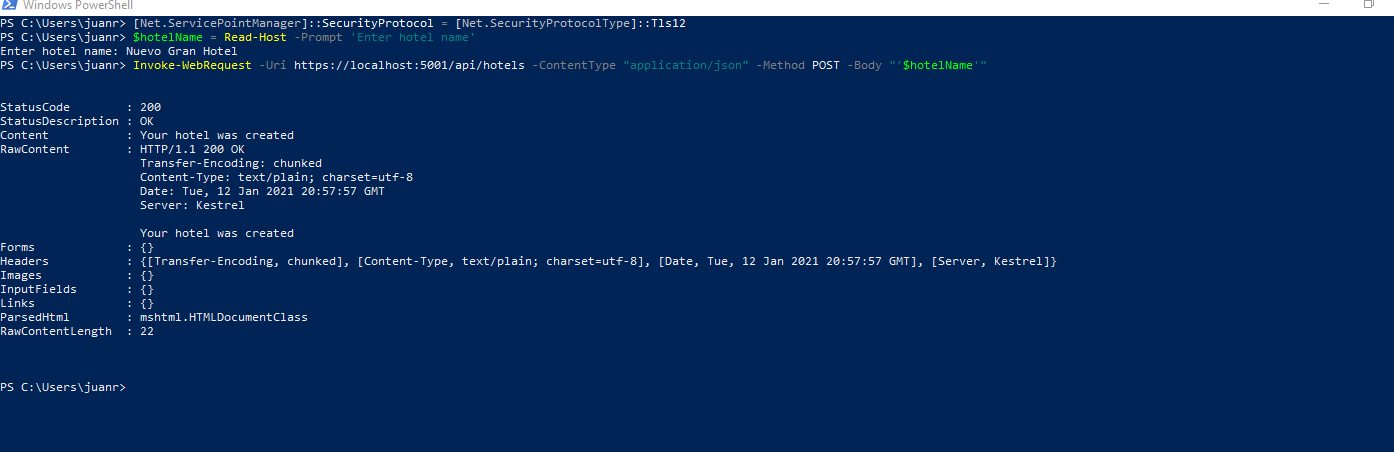 Windows PowerShell
PS C:\Users\juanr> [Net.ServicePointManager]::SecurityProtocol = [Net.SecurityProtocolType]::Tls12
PS C:\Users\juanr> $hotelName = Read-Host -Prompt 'Enter hotel name'
Enter hotel name: Nuevo Gran Hotel
PS C:\Users\juanr> Invoke-WebRequest -Uri https://localhost:5001/api/hotels -ContentType "application/json" -Method POST -Body "'$hotelName'"
StatusCode : 200
StatusDescription : OK
Content : Your hotel was created
RawContent : HTTP/1.1 200 OK
Transfer-Encoding: chunked
Content-Type: text/plain; charset=utf-8
Date: Tue, 12 Jan 2021 20:57:57 GMT
Server: Kestrel
Your hotel was created
Forms : {}
Headers : {[Transfer-Encoding, chunked], [Content-Type, text/plain; charset=utf-8], [Date, Tue, 12 Jan 2021 20:57:57 GMT], [Server, Kestrel]}
Images : {}
InputFields : {}
Links : {}
ParsedHtml : mshtml.HTMLDocumentClass
RawContentLength : 22
PS C:\Users\juanr>